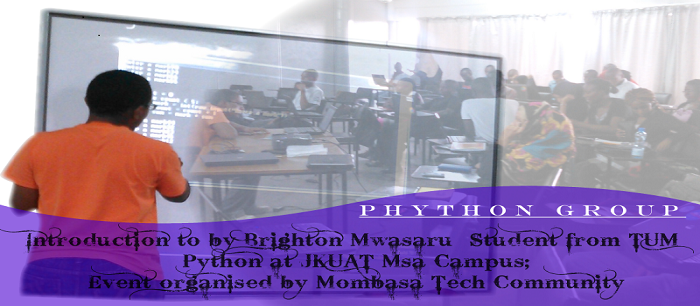 PHYTHON GROUP
Introduction to by Brighton Mwasaru Student from TUM
Python at JKUAT Msa Campus;
Event organised by Mombasa Tech Community